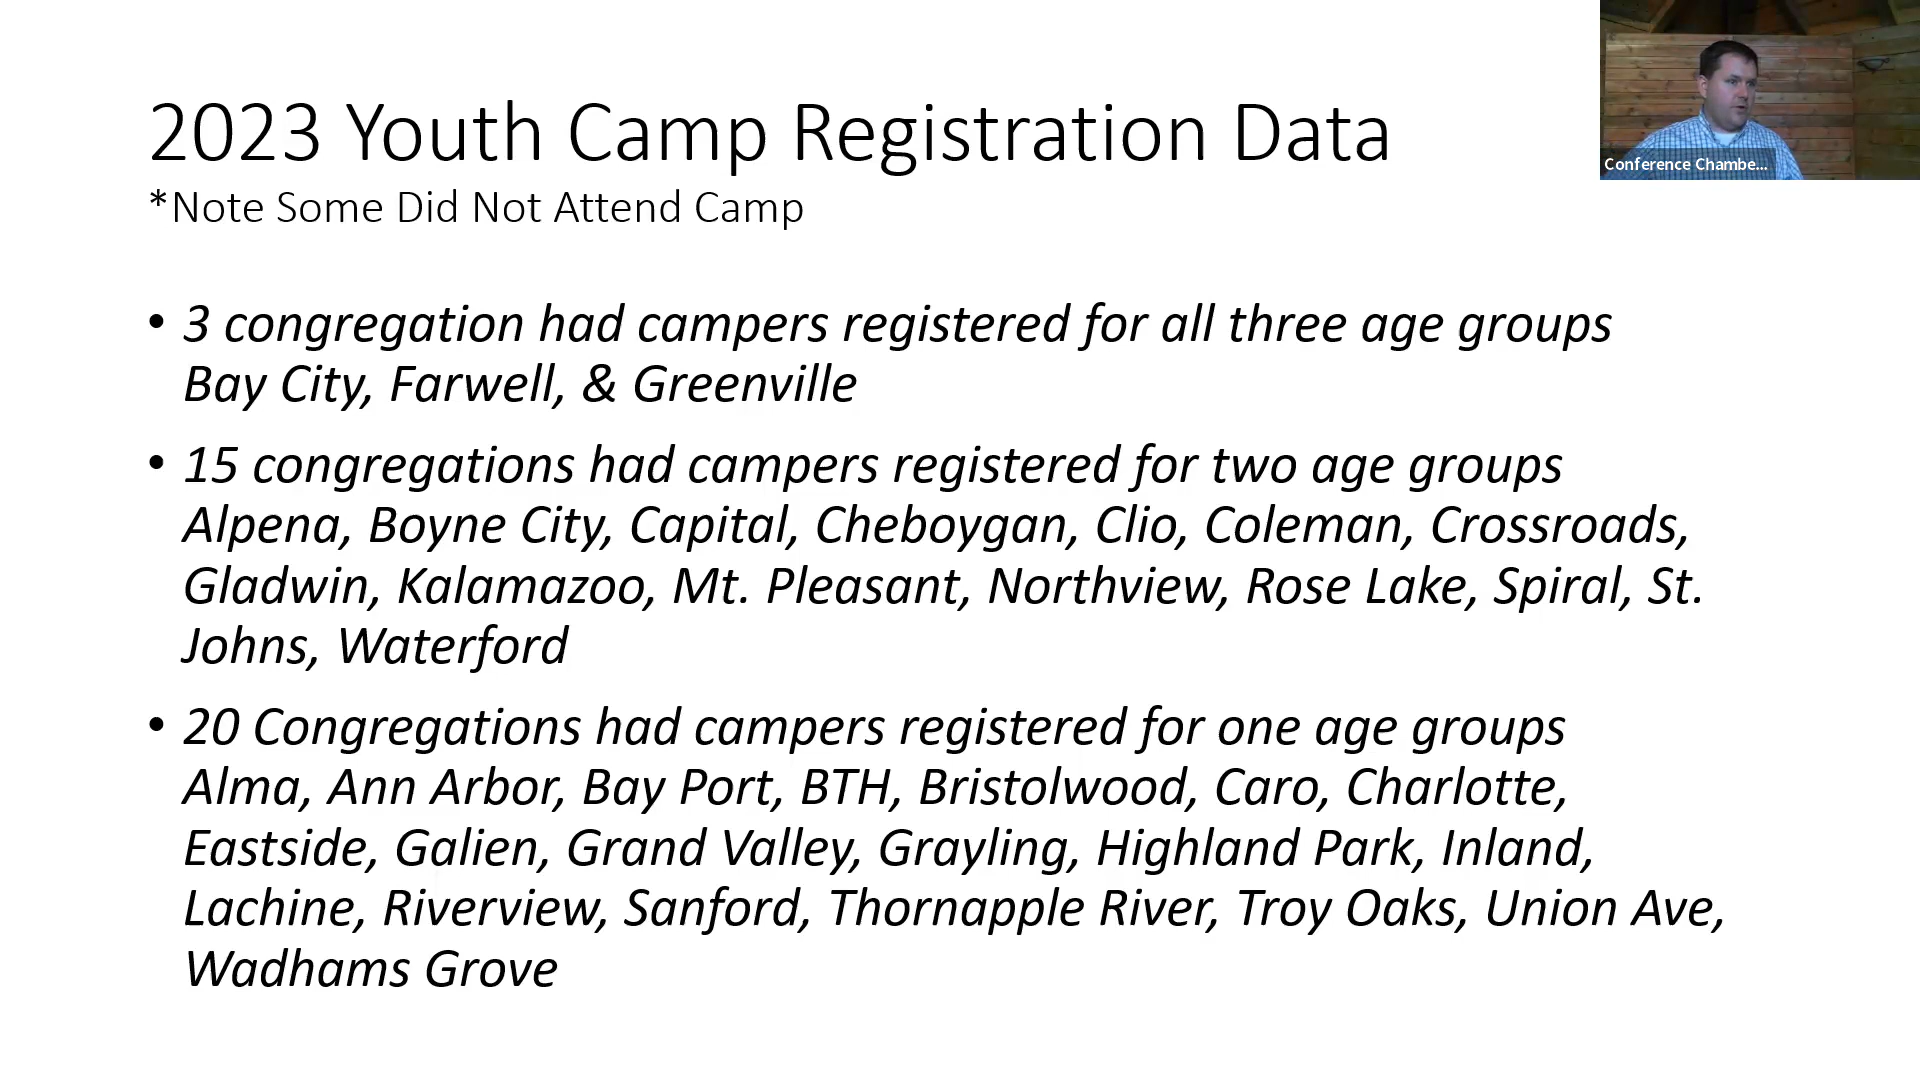 2023 Youth Camp Registration Data
*Note Some Did Not Attend Camp
Conference Chambe...
• 3 congregation had campers registered for all three age groups
Bay City, Farwell, & Greenville
• 15 congregations had campers registered for two age groups
Alpena, Boyne City, Capital, Cheboygan, Clio, Coleman, Crossroads,
Gladwin, Kalamazoo, Mt. Pleasant, Northview, Rose Lake, Spiral, St.
Johns, Waterford
• 20 Congregations had campers registered for one age groups
Alma, Ann Arbor, Bay Port, BTH, Bristolwood, Caro, Charlotte,
Eastside, Galien, Grand Valley, Grayling, Highland Park, Inland,
Lachine, Riverview, Sanford, Thornapple River, Troy Oaks, Union Ave,
Wadhams Grove